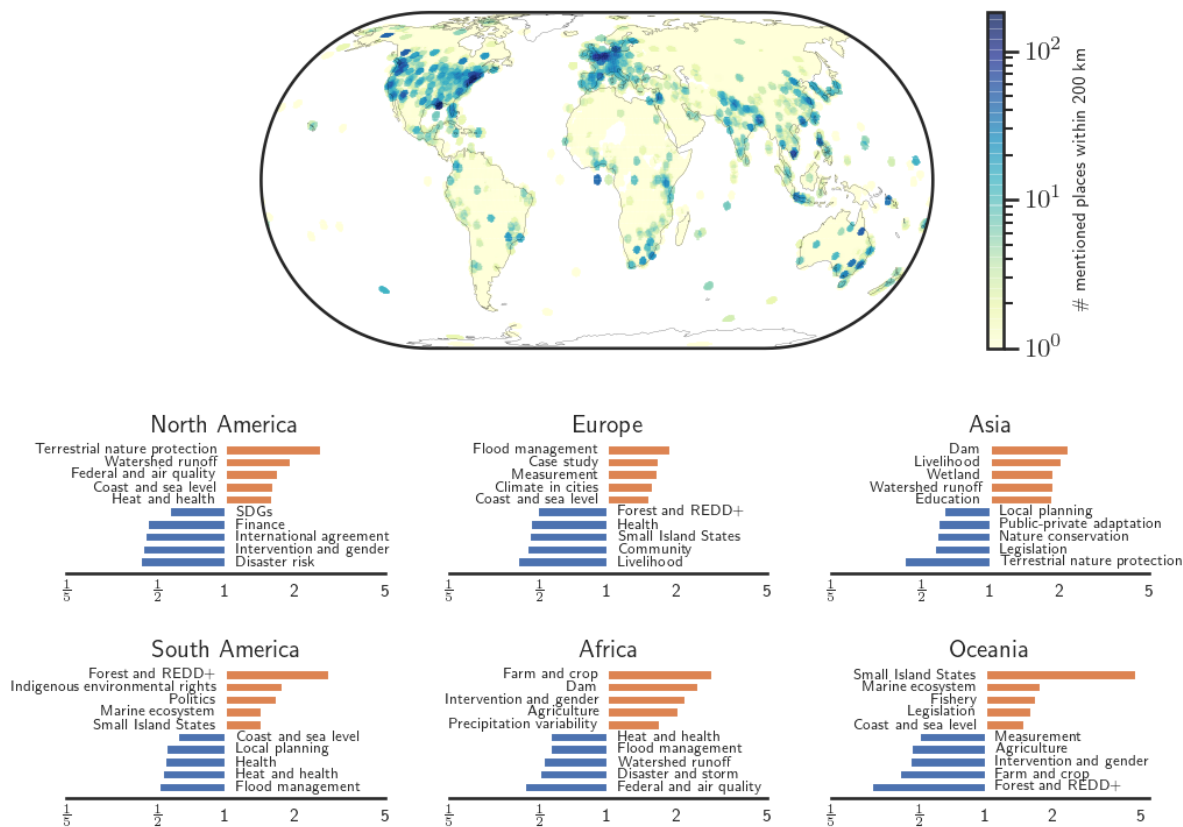 10²
10¹
10⁰
# mentioned places within 200 km
North America
Terrestrial nature protection
Watershed runoff
Federal and air quality
Coast and sea level
Heat and health
SDGs
Finance
International agreement
Intervention and gender
Disaster risk
1/5 1/2 1 2 5
Europe
Flood management
Case study
Measurement
Climate in cities
Coast and sea level
Forest and REDD+
Health
Small Island States
Community
Livelihood
1/5 1/2 1 2 5
Asia
Dam
Livelihood
Wetland
Watershed runoff
Education
Local planning
Public-private adaptation
Nature conservation
Legislation
Terrestrial nature protection
1/5 1/2 1 2 5
South America
Forest and REDD+
Indigenous environmental rights
Politics
Marine ecosystem
Small Island States
Coast and sea level
Local planning
Health
Heat and health
Flood management
1/5 1/2 1 2 5
Africa
Farm and crop
Dam
Intervention and gender
Agriculture
Precipitation variability
Heat and health
Flood management
Watershed runoff
Disaster and storm
Federal and air quality
1/5 1/2 1 2 5
Oceania
Small Island States
Marine ecosystem
Fishery
Legislation
Coast and sea level
Measurement
Agriculture
Intervention and gender
Farm and crop
Forest and REDD+
1/5 1/2 1 2 5